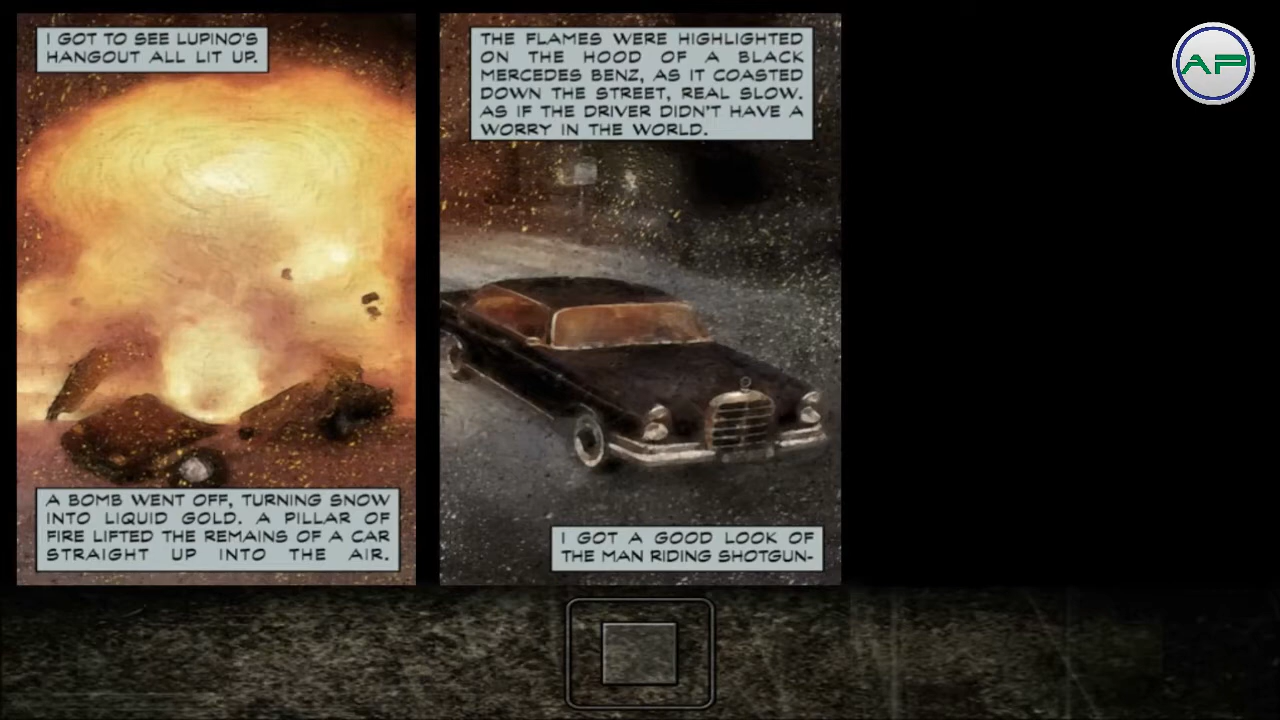 I GOT TO SEE LUPINO'S
HANGOUT ALL LIT UP.
A BOMB WENT OFF, TURNING SNOW
INTO LIQUID GOLD. A PILLAR OF
FIRE LIFTED THE REMAINS OF A CAR
STRAIGHT UP INTO THE AIR.
THE FLAMES WERE HIGHLIGHTED
ON THE HOOD OF A BLACK
MERCEDES BENZ, AS IT COASTED
DOWN THE STREET, REAL SLOW.
AS IF THE DRIVER DIDN'T HAVE A
WORRY IN THE WORLD.
I GOT A GOOD LOOK OF
THE MAN RIDING SHOTGUN-
AP